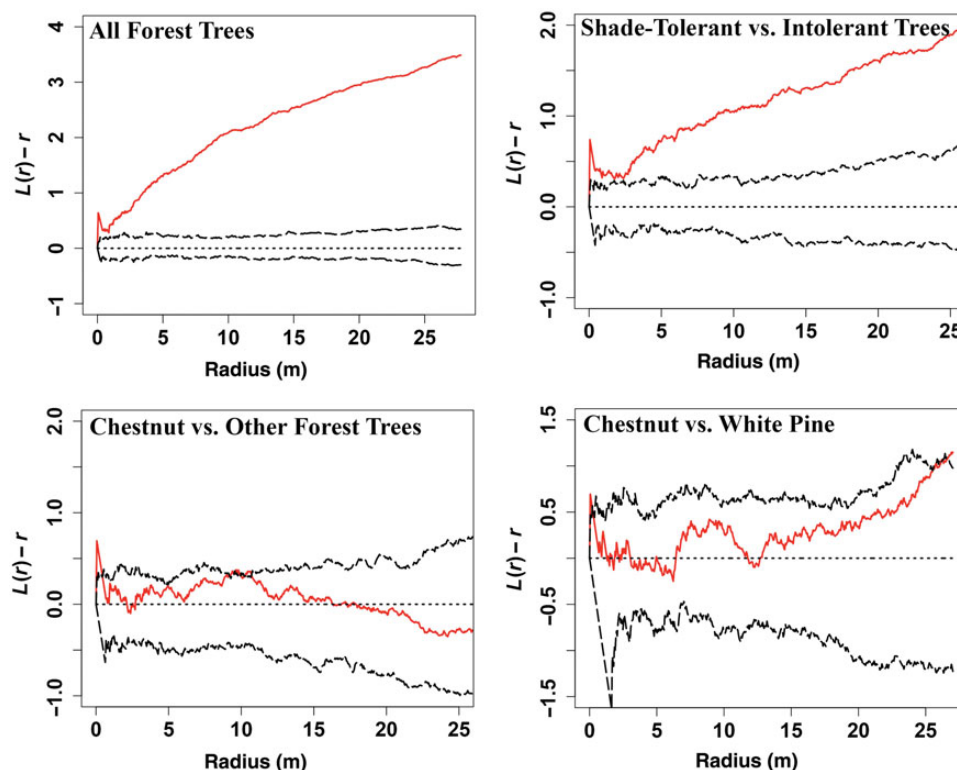 All Forest Trees
L(r) – r
4
3
2
1
0
−1
0 5 10 15 20 25
Radius (m)
Shade-Tolerant vs. Intolerant Trees
L(r) – r
2.0
1.0
0.0
−1.0
0 5 10 15 20 25
Radius (m)
Chestnut vs. Other Forest Trees
L(r) – r
2.0
1.0
0.0
−1.0
0 5 10 15 20 25
Radius (m)
Chestnut vs. White Pine
L(r) – r
1.5
0.5
−0.5
−1.5
0 5 10 15 20 25
Radius (m)